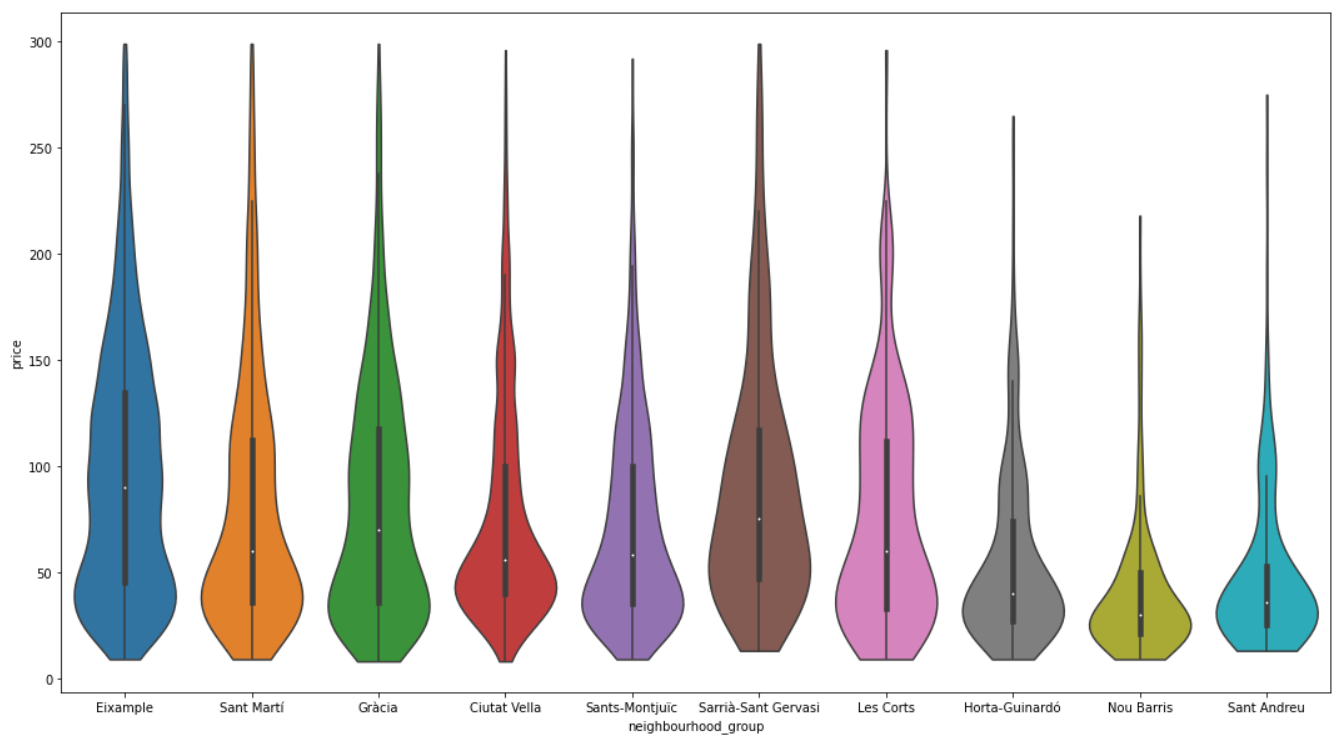 300
250
200
150
100
50
0
price
Eixample
Sant Martí
Gràcia
Ciutat Vella
Sants-Montjuïc
Sarrià-Sant Gervasi
Les Corts
Horta-Guinardó
Nou Barris
Sant Andreu
neighbourhood_group